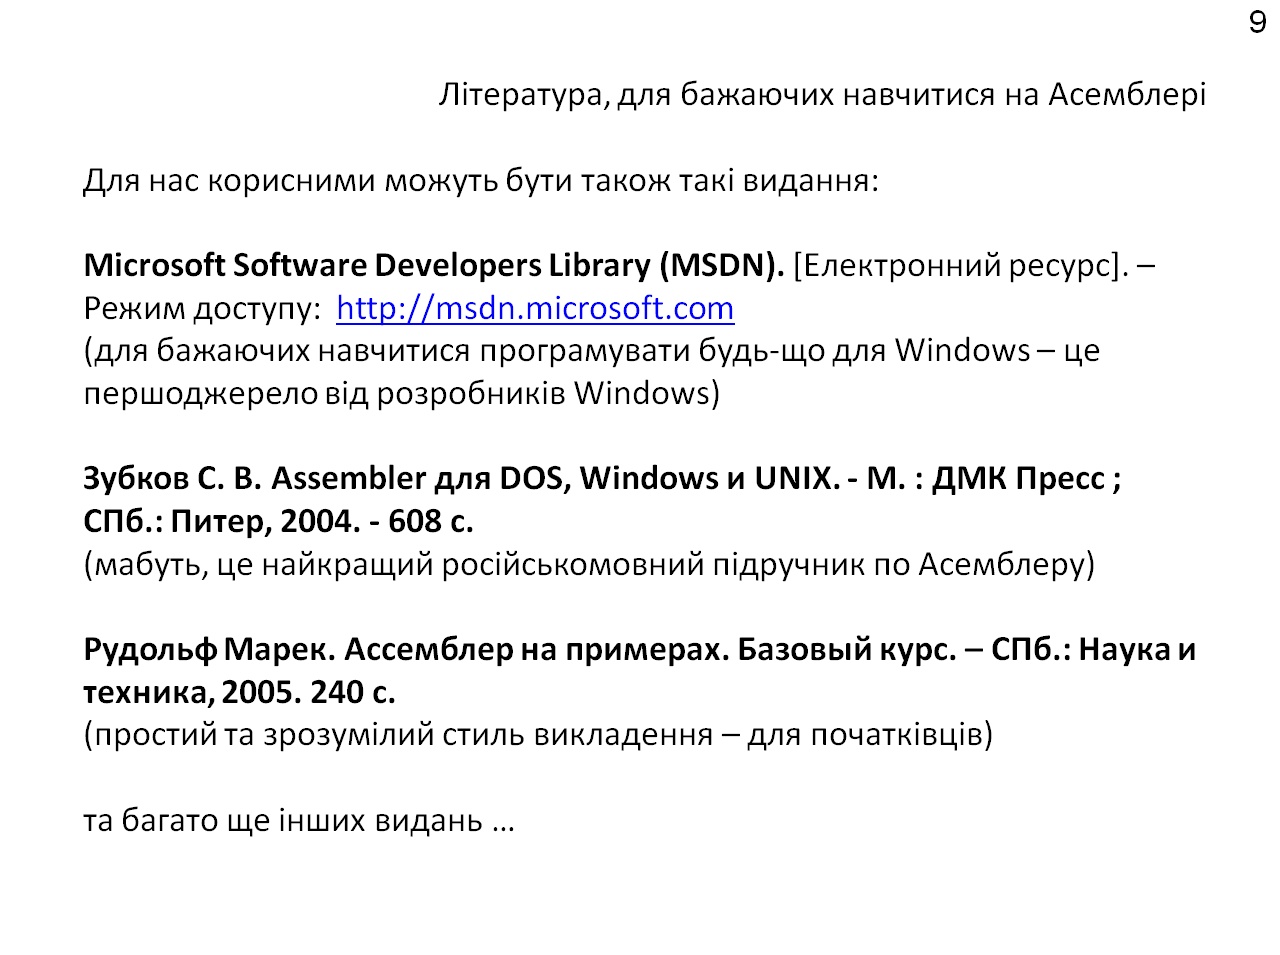 9
Література, для бажаючих навчитися на Асемблері
Для нас корисними можуть бути також такі видання:
Microsoft Software Developers Library (MSDN). [Електронний ресурс]. –
Режим доступу: http://msdn.microsoft.com
(для бажаючих навчитися програмувати будь-що для Windows – це
першоджерело від розробників Windows)
Зубков С. В. Assembler для DOS, Windows и UNIX. - М. : ДМК Пресс ;
СПб.: Питер, 2004. - 608 с.
(мабуть, це найкращий російськомовний підручник по Асемблеру)
Рудольф Марек. Ассемблер на примерах. Базовый курс. – СПб.: Наука и
техника, 2005. 240 с.
(простий та зрозумілий стиль викладення – для початківців)
та багато ще інших видань ...